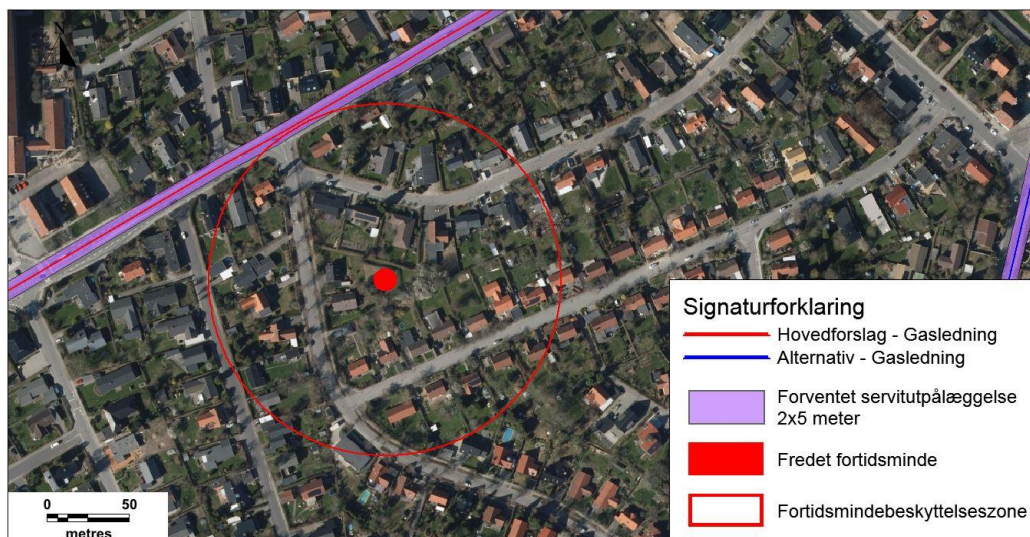 N
Signaturforklaring
Hovedforslag - Gasledning
Alternativ - Gasledning
Forventet servitutpålæggelse
2x5 meter
Fredet fortidsminde
Fortidsmindebeskyttelseszone
0 50
metres